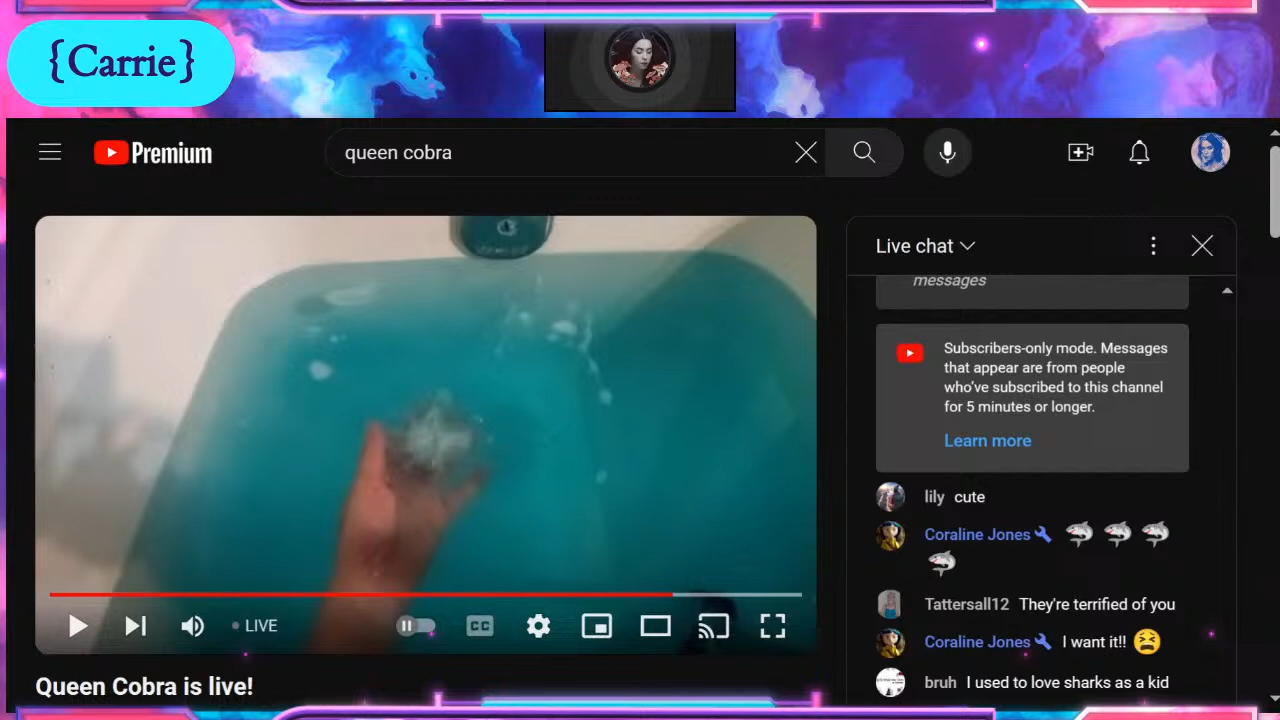 {Carrie}
Premium
queen cobra
Live chat
messages
Subscribers-only mode. Messages
that appear are from people
who've subscribed to this channel
for 5 minutes or longer.
Learn more
lily cute
Coraline Jones
Tattersall12 They're terrified of you
Coraline Jones I want it!!
bruh I used to love sharks as a kid
LIVE
CC
Queen Cobra is live!